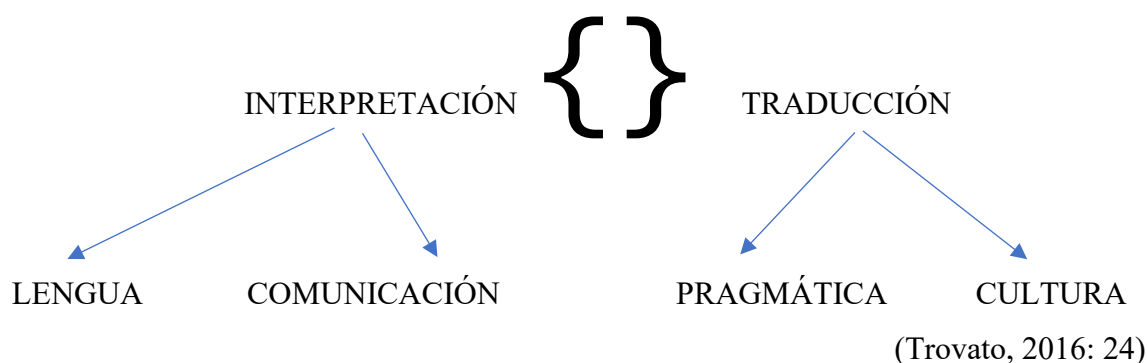 INTERPRETACIÓN { } TRADUCCIÓN
LENGUA COMUNICACIÓN PRAGMÁTICA CULTURA
(Trovato, 2016: 24)